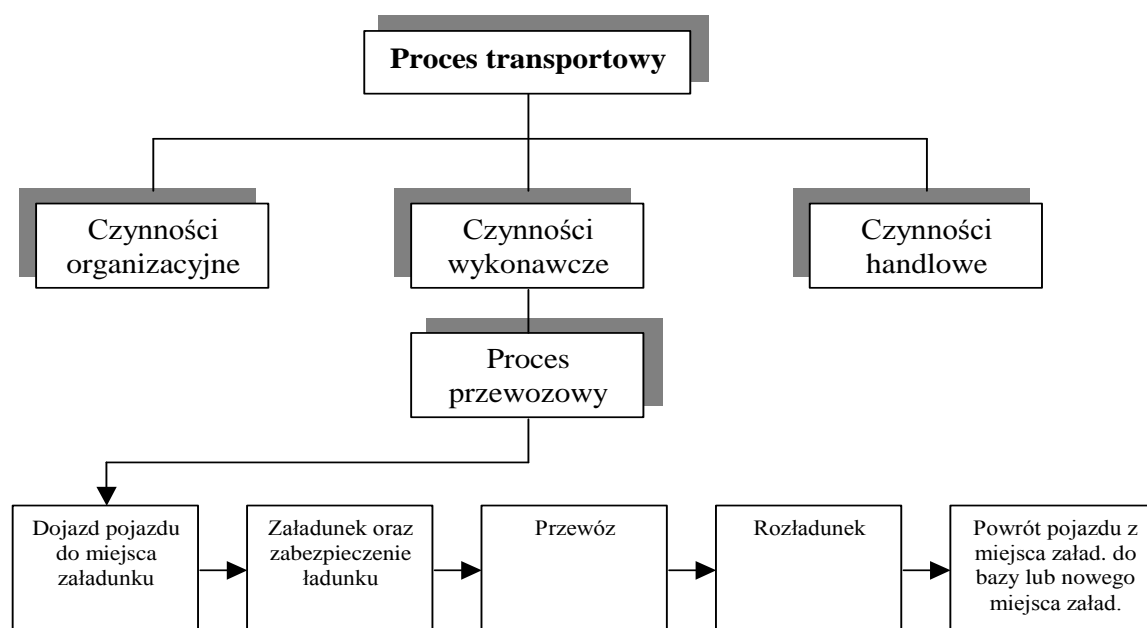 Proces transportowy
Czynności
organizacyjne
Czynności
wykonawcze
Czynności
handlowe
Proces
przewozowy
Dojazd pojazdu
do miejsca
załadunku
Załadunek oraz
zabezpieczenie
ładunku
Przewóz
Rozładunek
Powrót pojazdu z
miejsca załad. do
bazy lub nowego
miejsca załad.